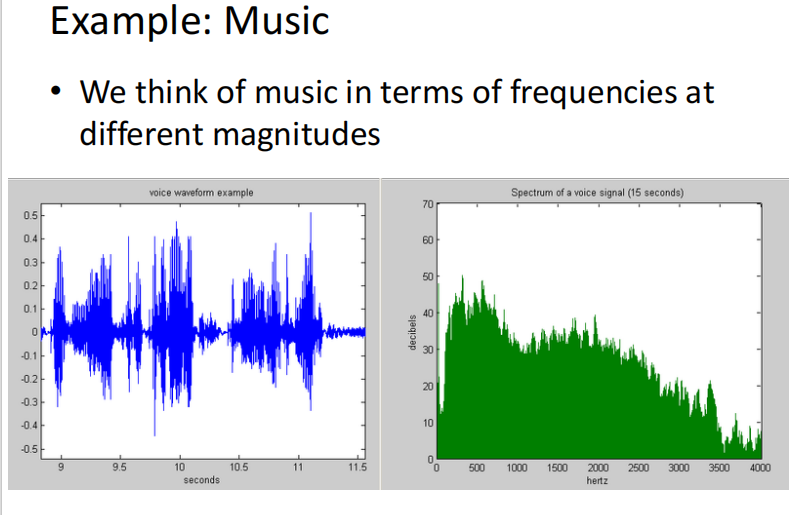 Example: Music
• We think of music in terms of frequencies at
different magnitudes
voice waveform example
0.5
0.4
0.3
0.2
0.1
0
-0.1
-0.2
-0.3
-0.4
-0.5
9 9.5 10 10.5 11 11.5
seconds
Spectrum of a voice signal (15 seconds)
decibels
70
60
50
40
30
20
10
0
0 500 1000 1500 2000 2500 3000 3500 4000
hertz